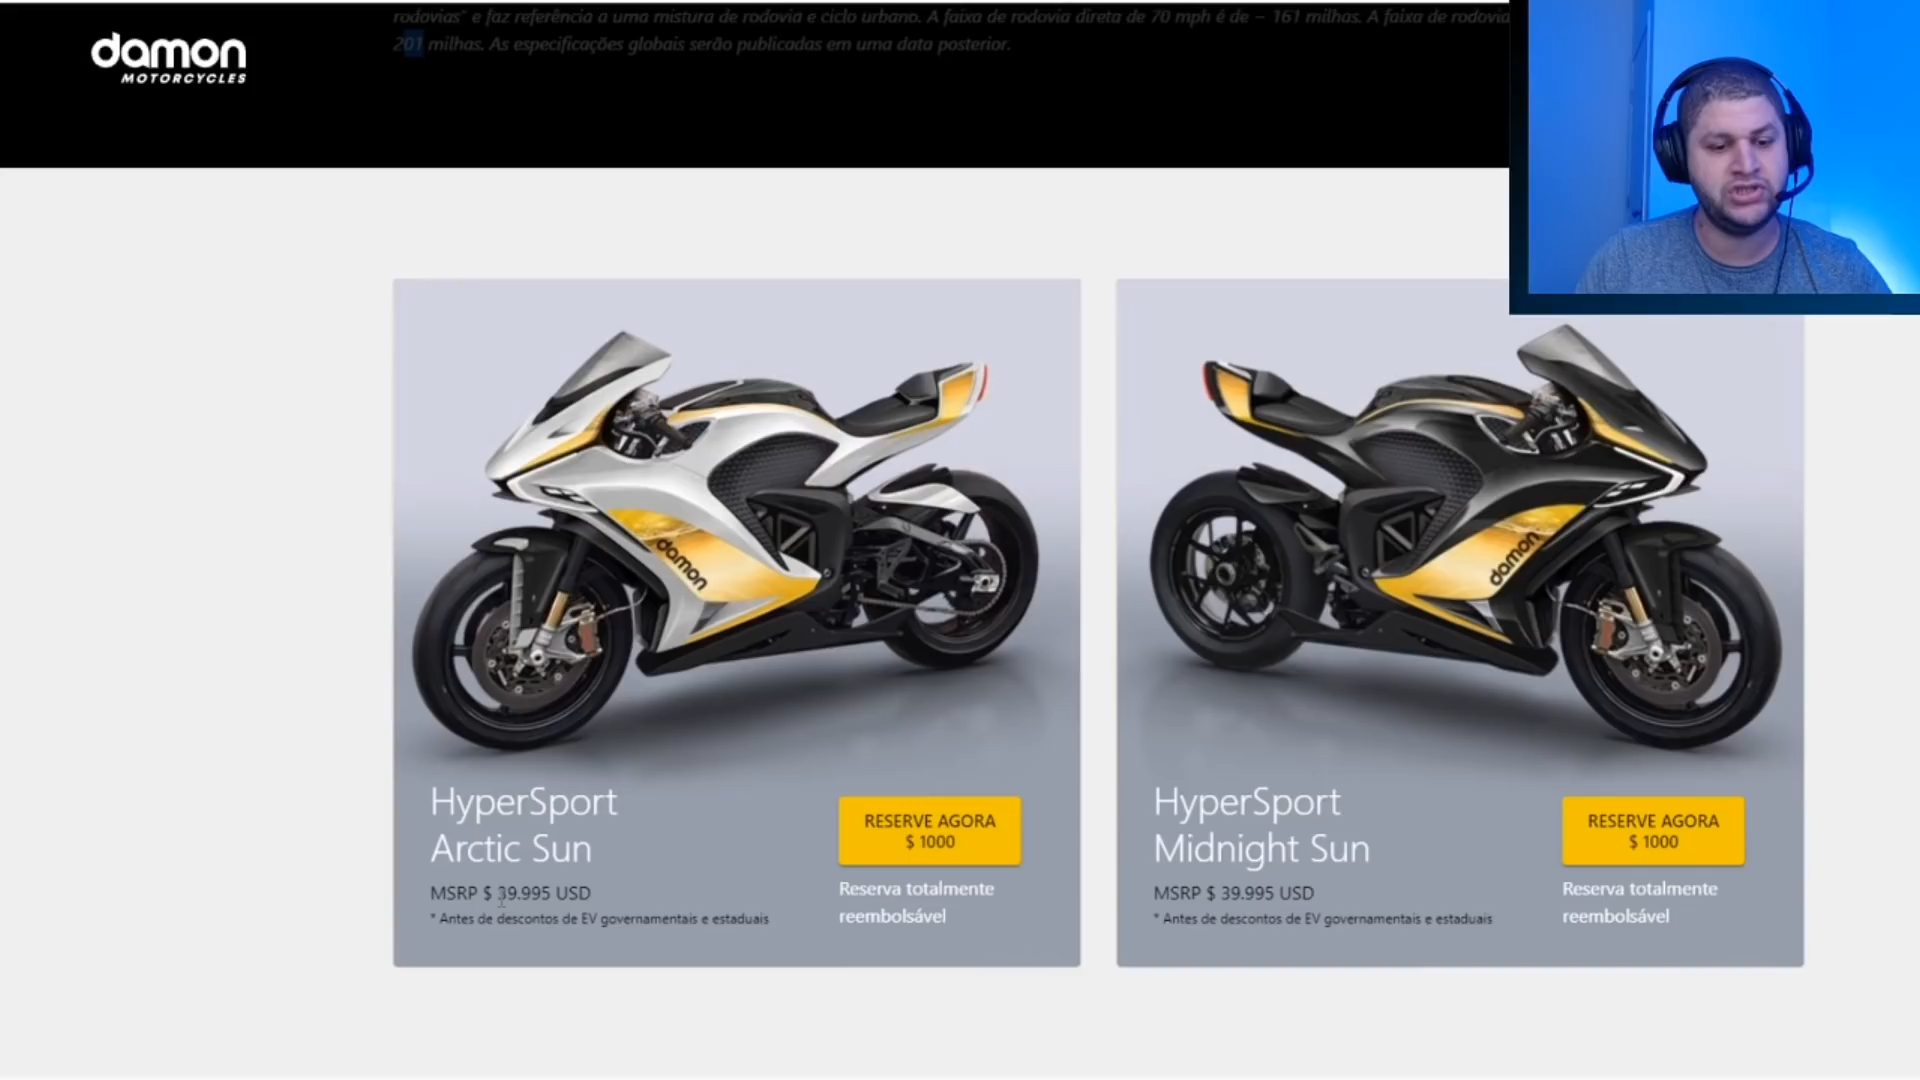 rodovias" e faz referência a uma mistura de rodovia e ciclo urbano. A faixa de rodovia direta de 70 mph é de ~ 161 milhas. A faixa de rodovia
201 milhas. As especificações globais serão publicadas em uma data posterior.
damon
MOTORCYCLES
damon
damon
HyperSport
Arctic Sun
MSRP $ 39.995 USD
* Antes de descontos de EV governamentais e estaduais
RESERVE AGORA
$ 1000
Reserva totalmente
reembolsável
HyperSport
Midnight Sun
MSRP $ 39.995 USD
* Antes de descontos de EV governamentais e estaduais
RESERVE AGORA
$ 1000
Reserva totalmente
reembolsável